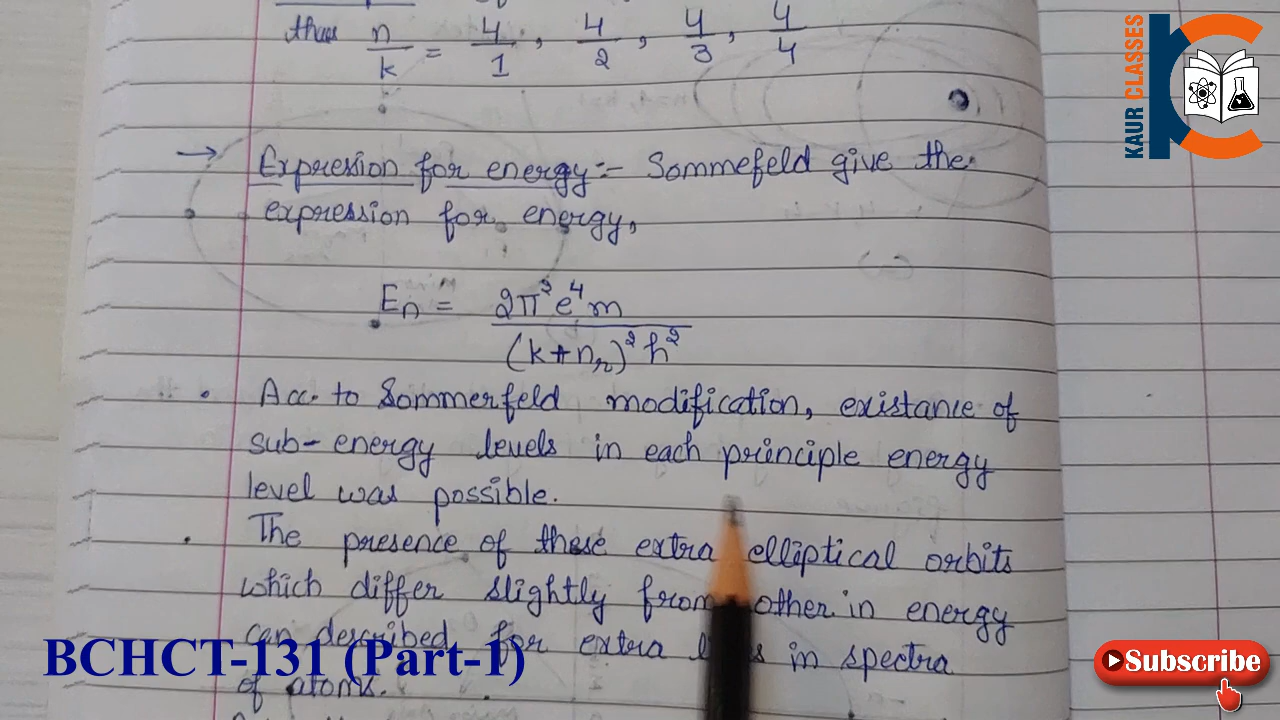 thus n/k = 4/1, 4/2, 4/3, 4/4
KAUR CLASSES
→ Expression for energy:- Sommefeld give the
expression for energy,
En = 2π²e⁴m / (k+nr)²h²
. Acc. to Sommerfeld modification, existance of
sub-energy levels in each principle energy
level was possible.
. The presence of these extra elliptical orbits
which differ slightly from other in energy
can described for extra in spectra
of atoms.
BCHCT-131 (Part-1)
Subscribe